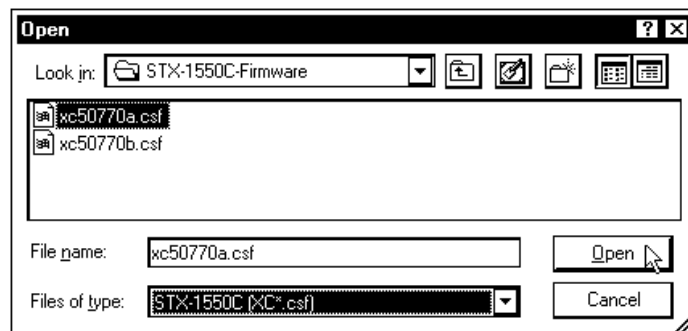 Open
Look in: STX-1550C-Firmware
xc50770a.csf
xc50770b.csf
File name: xc50770a.csf Open
Files of type: STX-1550C (XC*.csf) Cancel